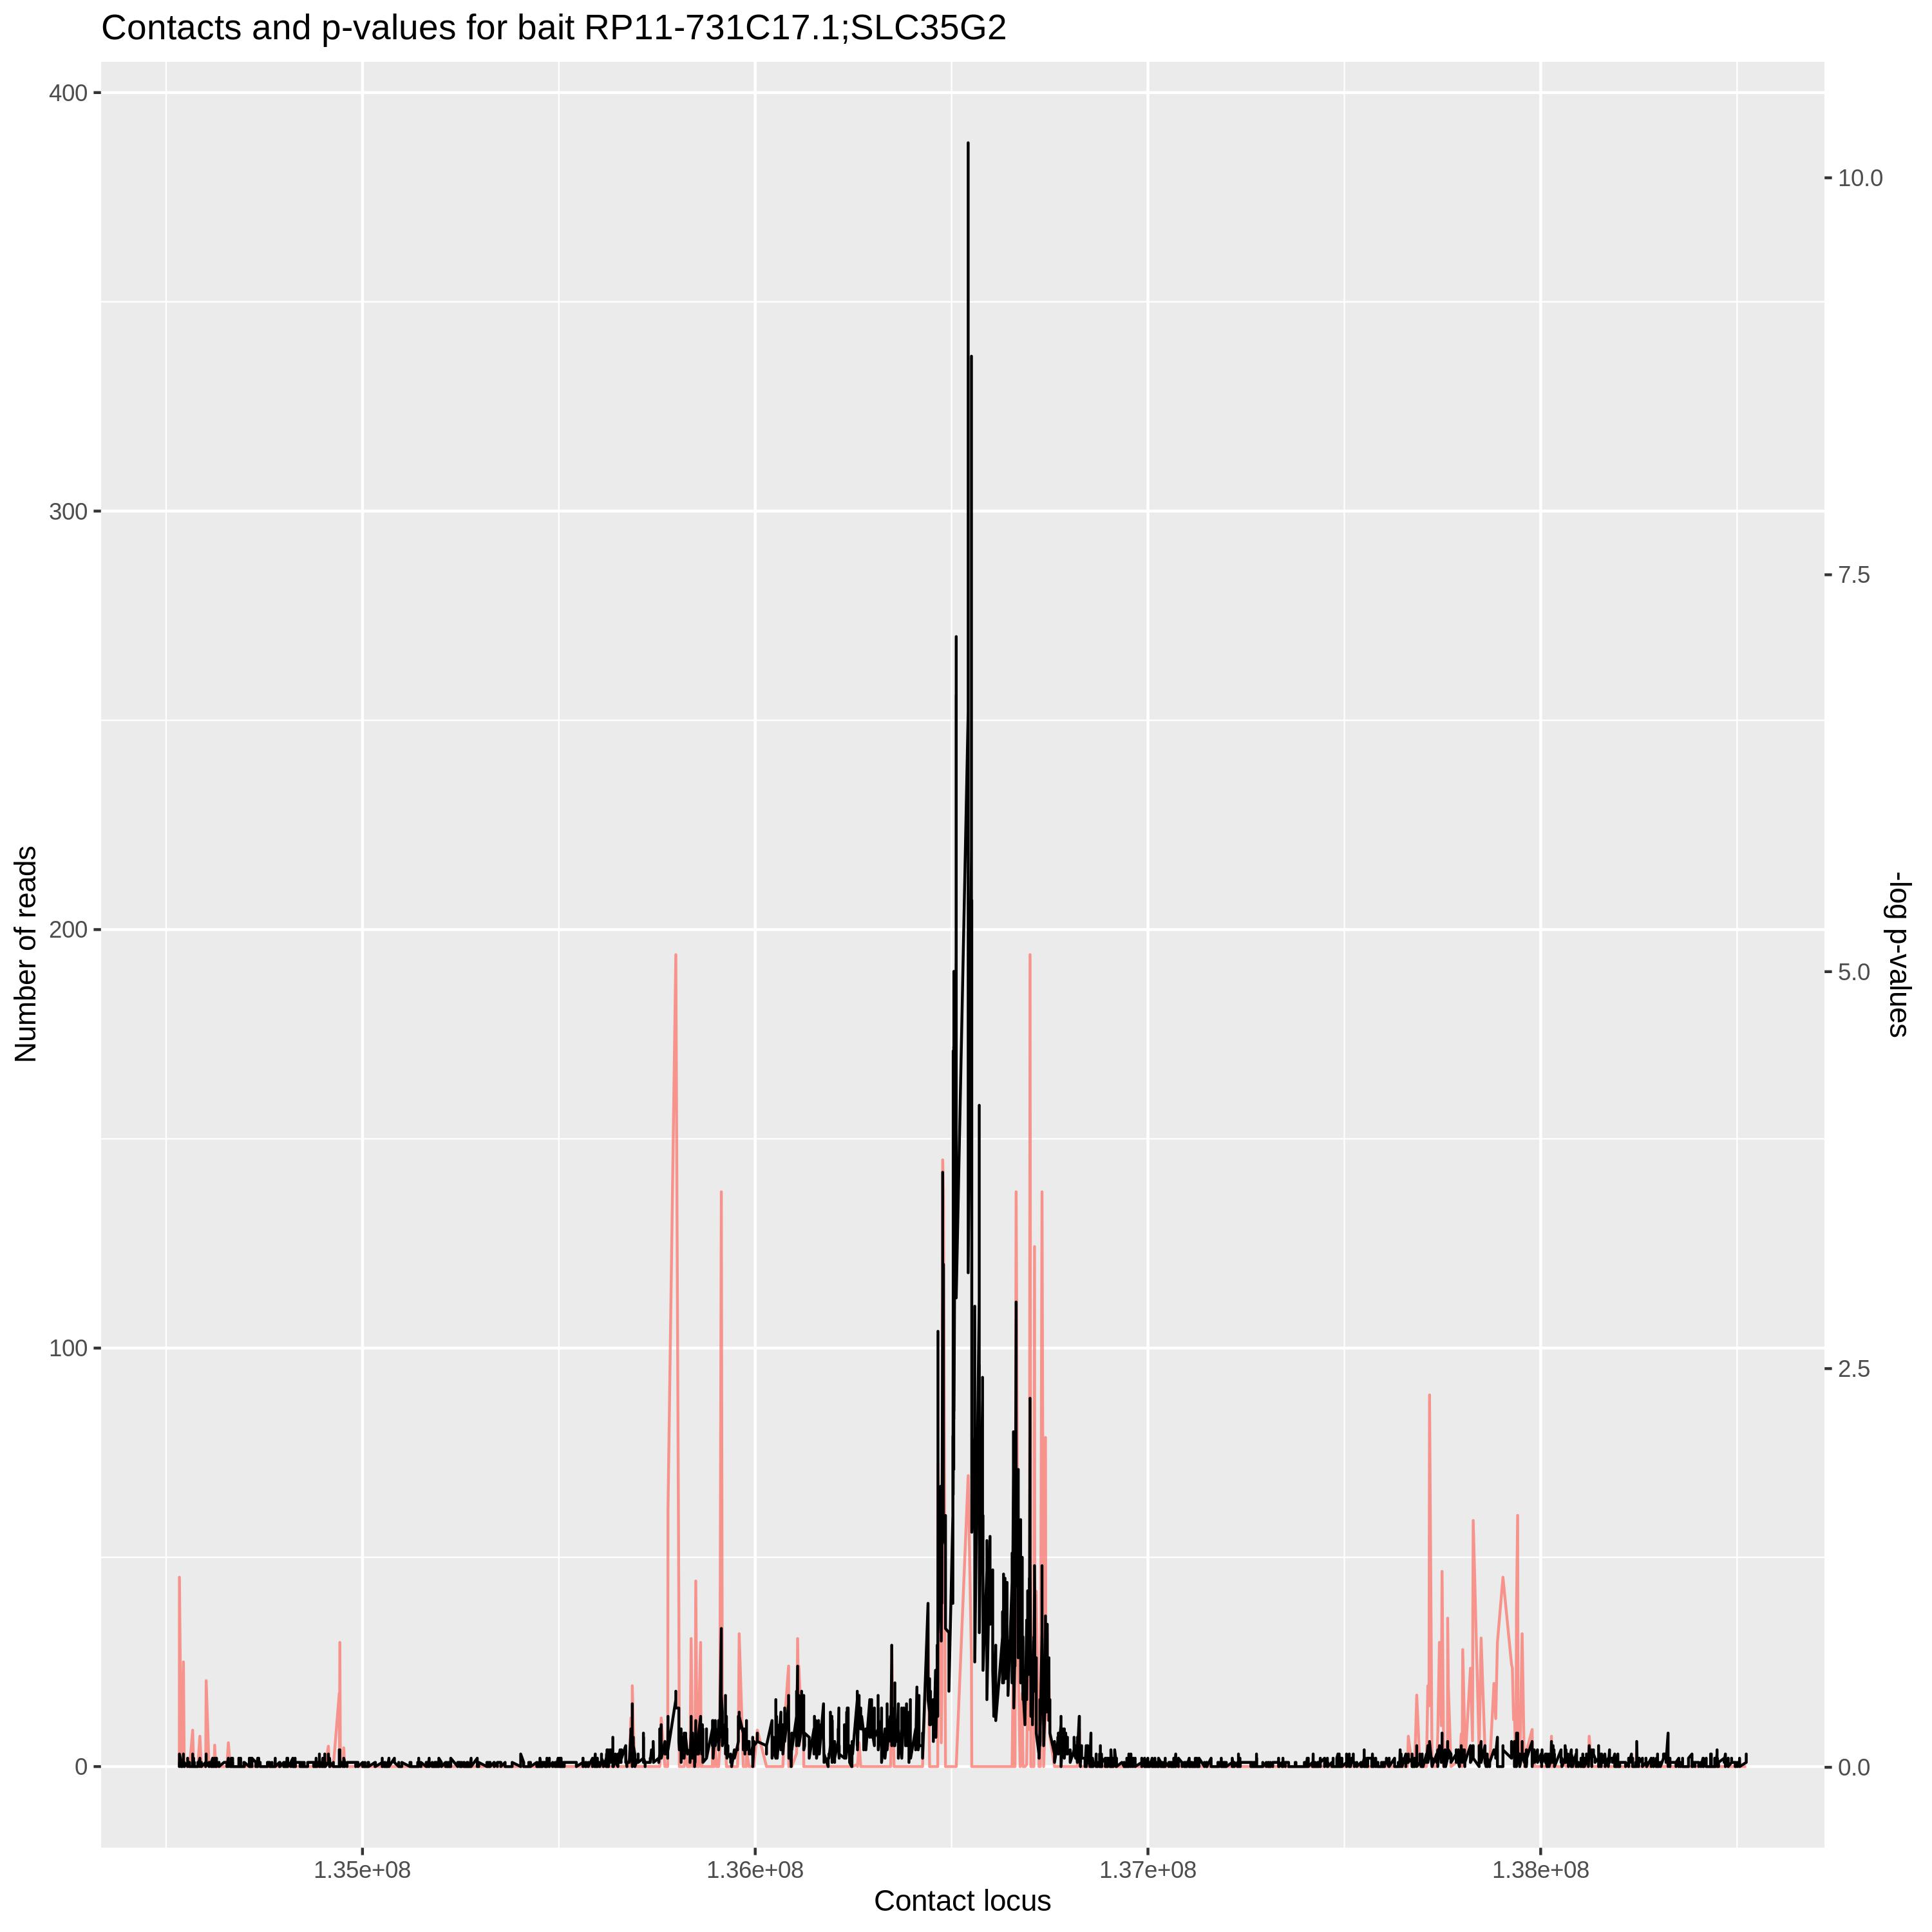 Contacts and p-values for bait RP11-731C17.1;SLC35G2
400
300
200
100
0
10.0
7.5
5.0
2.5
0.0
Number of reads
-log p-values
1.35e+08
1.36e+08
1.37e+08
1.38e+08
Contact locus